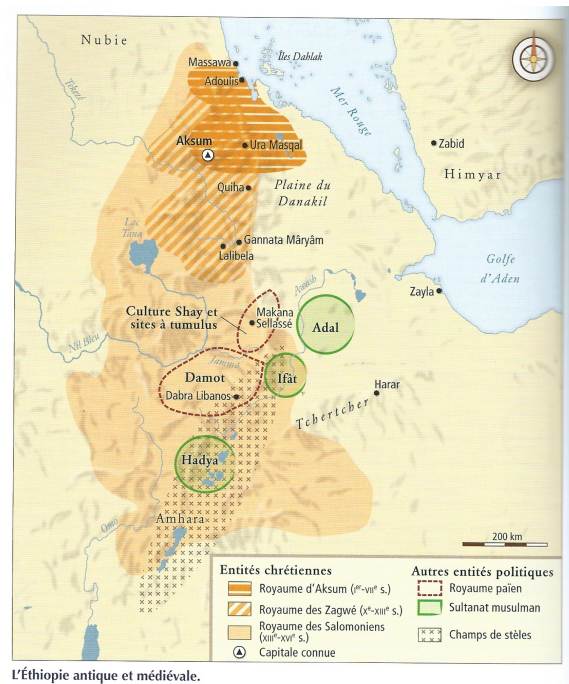 Nubie
Massawa
Îles Dahlak
Adoulis
Mer Rouge
Aksum
Ura Masqal
Zabid
Himyar
Quiha
Plaine du
Danakil
Lac
Tana
Gannata Mâryâm
Lalibela
Golfe
d'Aden
Zayla
Awash
Culture Shay et
sites à tumulus
Makana
Sellassé
Adal
Nil Bleu
Jamma
Damot
Ifât
Dabra Libanos
Harar
Tchertcher
Hadya
Amhara
Omo
200 km
Entités chrétiennes
Royaume d'Aksum (Ier-VIIe s.)
Royaume des Zagwé (Xe-XIIIe s.)
Royaume des Salomoniens
(XIIIe-XVIe s.)
Capitale connue
Autres entités politiques
Royaume païen
Sultanat musulman
Champs de stèles
L'Éthiopie antique et médiévale.